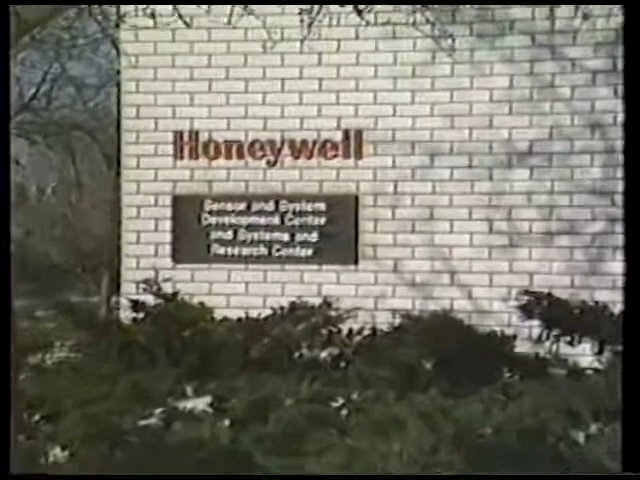 Honeywell
Sensor and System
Development Center
and Systems and
Research Center